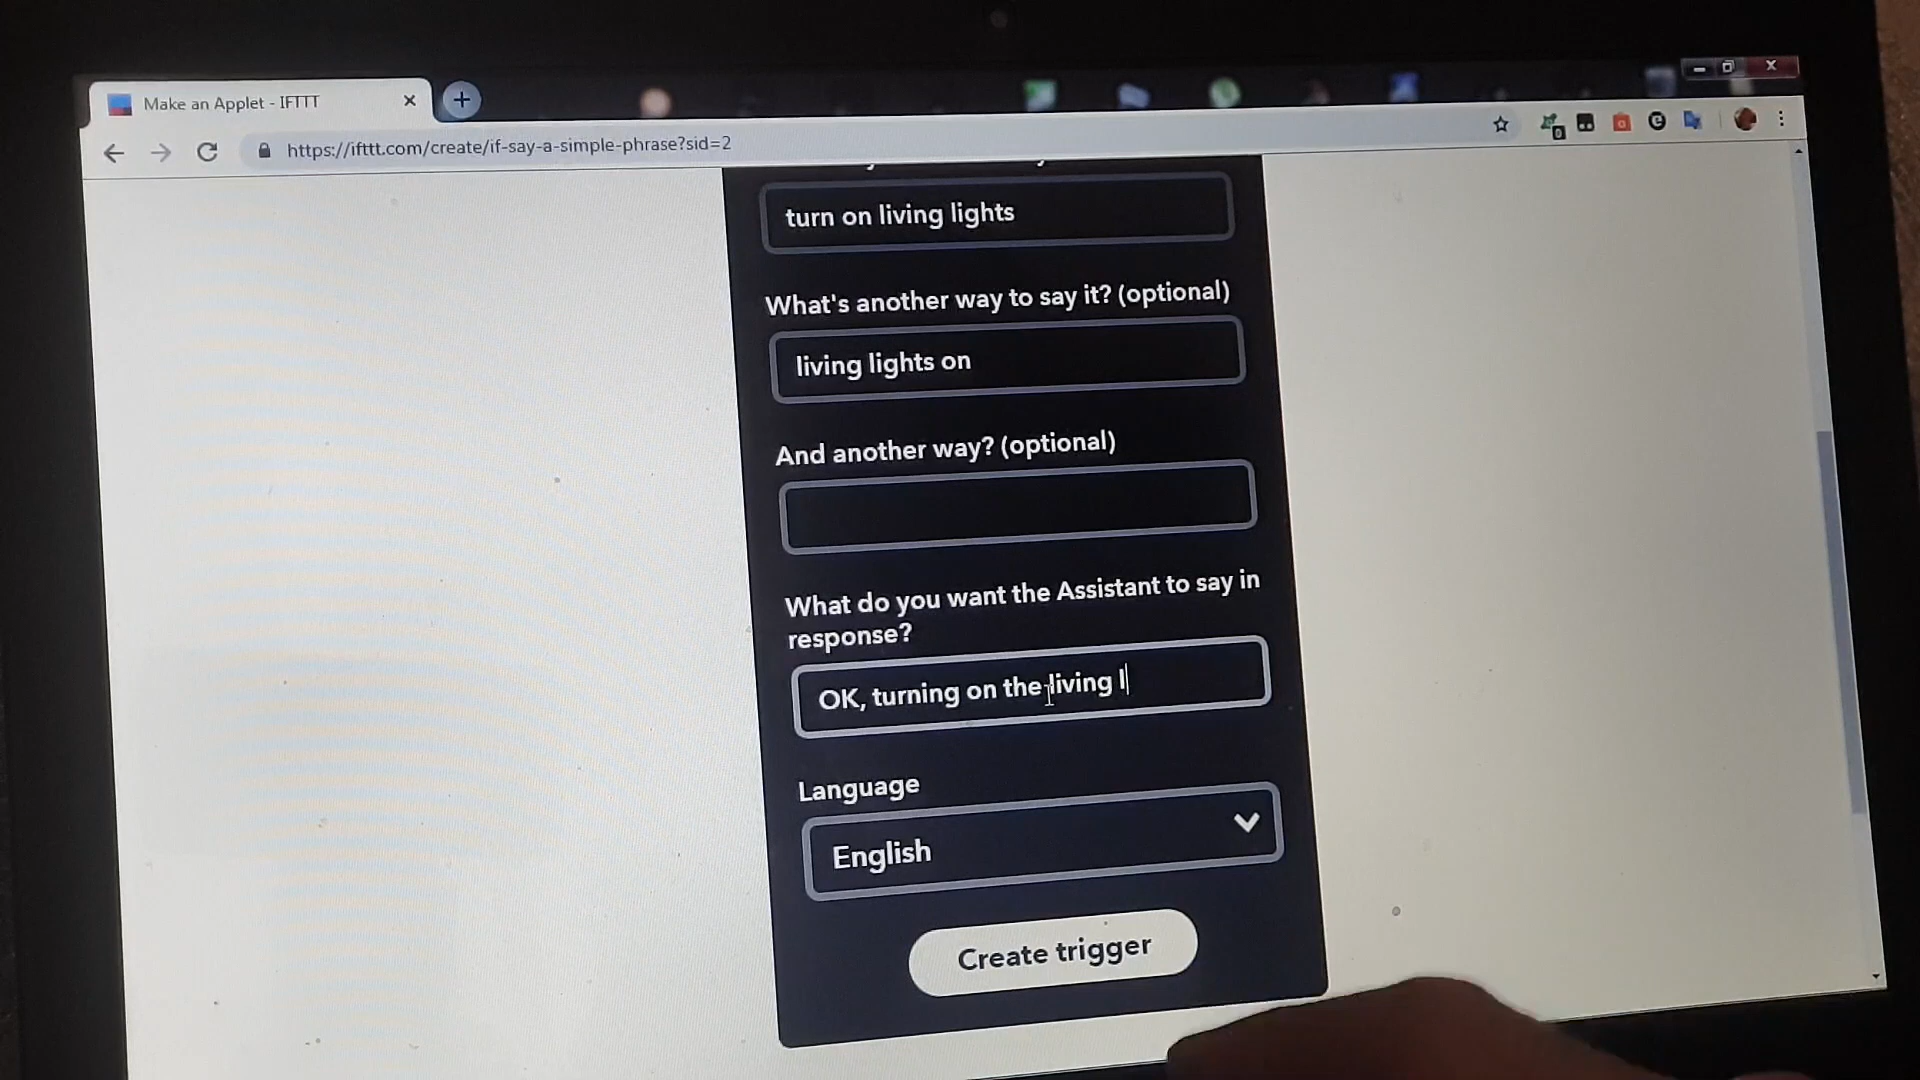 Make an Applet - IFTTT
https://ifttt.com/create/if-say-a-simple-phrase?sid=2
turn on living lights
What's another way to say it? (optional)
living lights on
And another way? (optional)
What do you want the Assistant to say in
response?
OK, turning on the living l
Language
English
Create trigger